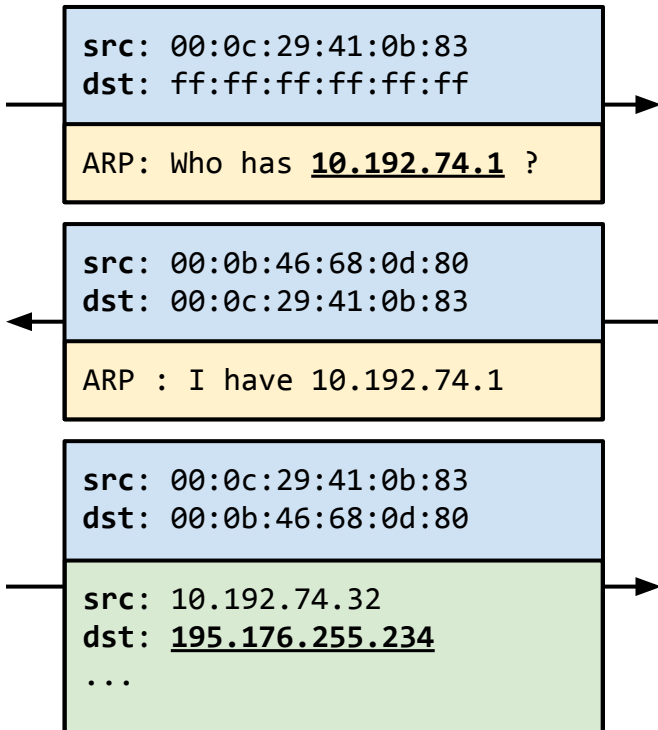 src: 00:0c:29:41:0b:83
dst: ff:ff:ff:ff:ff:ff
ARP: Who has 10.192.74.1 ?
src: 00:0b:46:68:0d:80
dst: 00:0c:29:41:0b:83
ARP : I have 10.192.74.1
src: 00:0c:29:41:0b:83
dst: 00:0b:46:68:0d:80
src: 10.192.74.32
dst: 195.176.255.234
...